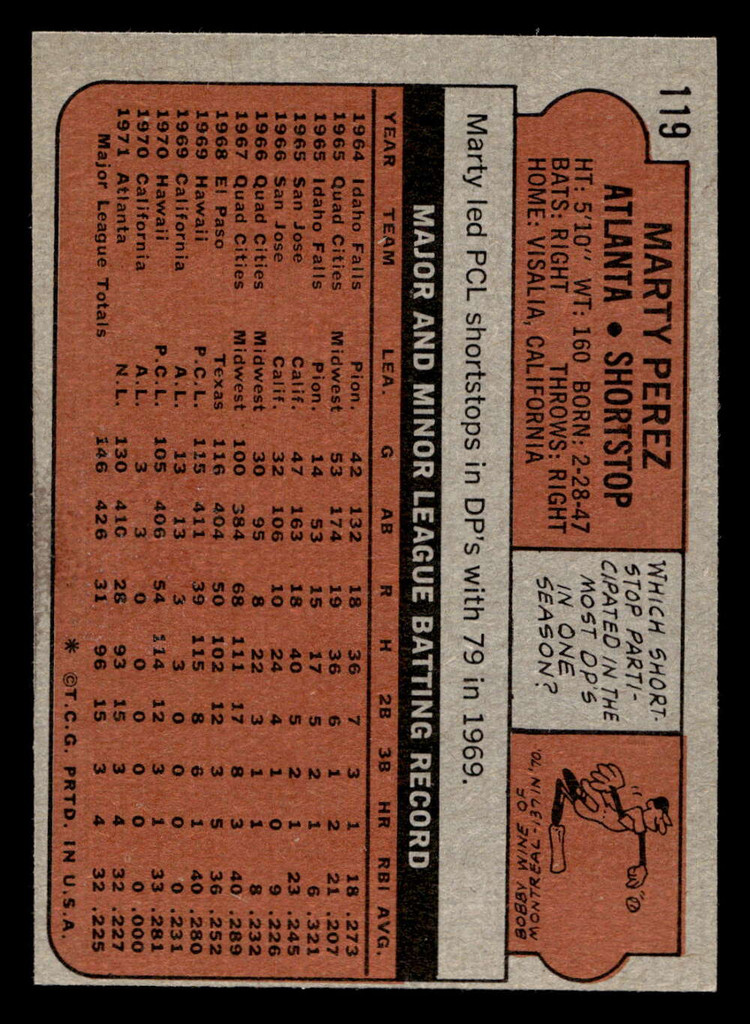 119
MARTY PEREZ
ATLANTA • SHORTSTOP
HT: 5'10" WT: 160 BORN: 2-28-47
BATS: RIGHT THROWS: RIGHT
HOME: VISALIA, CALIFORNIA
WHICH SHORT-
STOP PARTI-
CIPATED IN THE
MOST DP'S
IN ONE
SEASON?
BOBBY WINE OF
MONTREAL -137 IN '70.
Marty led PCL shortstops in DP's with 79 in 1969.
MAJOR AND MINOR LEAGUE BATTING RECORD
YEAR TEAM LEA. G AB R H 2B 3B HR RBI AVG.
1964 Idaho Falls Pion. 42 132 18 36 7 3 1 18 .273
1965 Quad Cities Midwest 53 174 19 36 6 1 2 21 .207
1965 Idaho Falls Pion. 14 53 15 17 5 2 1 6 .321
1965 San Jose Calif. 47 163 18 40 5 2 1 23 .245
1966 San Jose Calif. 32 106 10 24 4 1 0 9 .226
1966 Quad Cities Midwest 30 95 8 22 3 1 1 8 .232
1967 Quad Cities Midwest 100 384 68 111 17 8 3 40 .289
1968 El Paso Texas 116 404 50 102 12 3 5 36 .252
1969 Hawaii P.C.L. 115 411 39 115 8 6 1 40 .280
1969 California A.L. 13 13 3 3 0 0 0 0 .231
1970 Hawaii P.C.L. 105 406 54 114 12 3 1 33 .281
1970 California A.L. 3 3 0 0 0 0 0 0 .000
1971 Atlanta N.L. 130 410 28 93 15 3 4 32 .227
Major League Totals 146 426 31 96 15 3 4 32 .225
* ©T.C.G. PRTD. IN U.S.A.